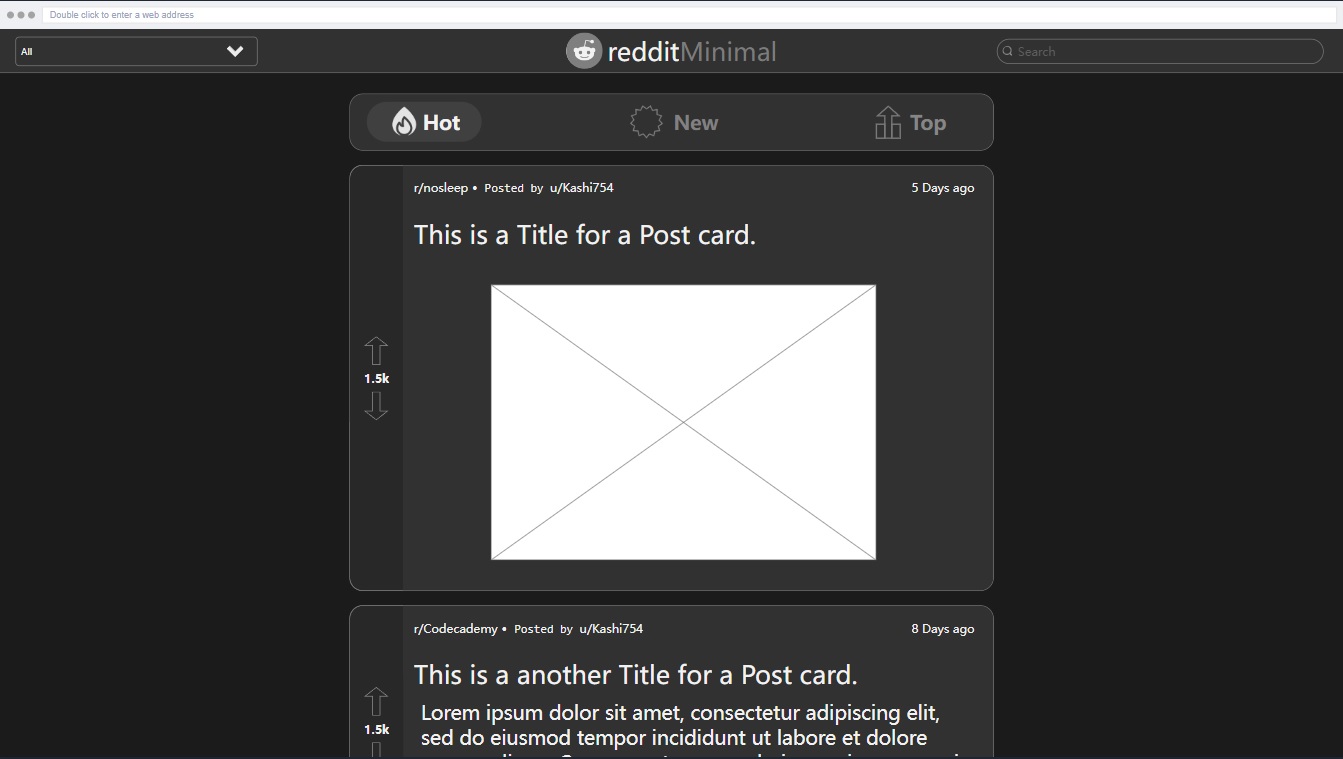 Double click to enter a web address
All
redditMinimal
Search
Hot
New
Top
r/nosleep • Posted by u/Kashi754
5 Days ago
This is a Title for a Post card.
1.5k
r/Codecademy • Posted by u/Kashi754
8 Days ago
This is a another Title for a Post card.
Lorem ipsum dolor sit amet, consectetur adipiscing elit,
sed do eiusmod tempor incididunt ut labore et dolore
1.5k